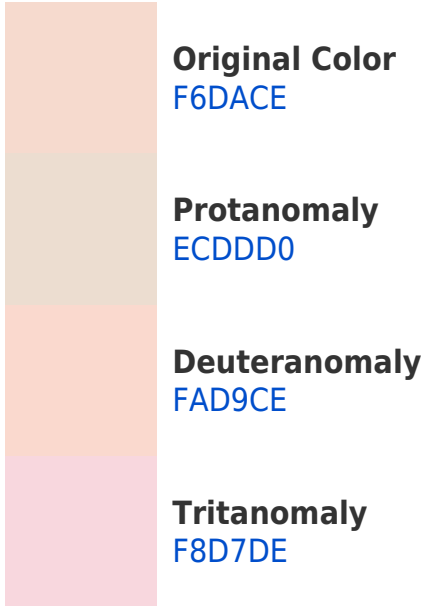 Original Color
F6DACE
Protanomaly
ECDDD0
Deuteranomaly
FAD9CE
Tritanomaly
F8D7DE